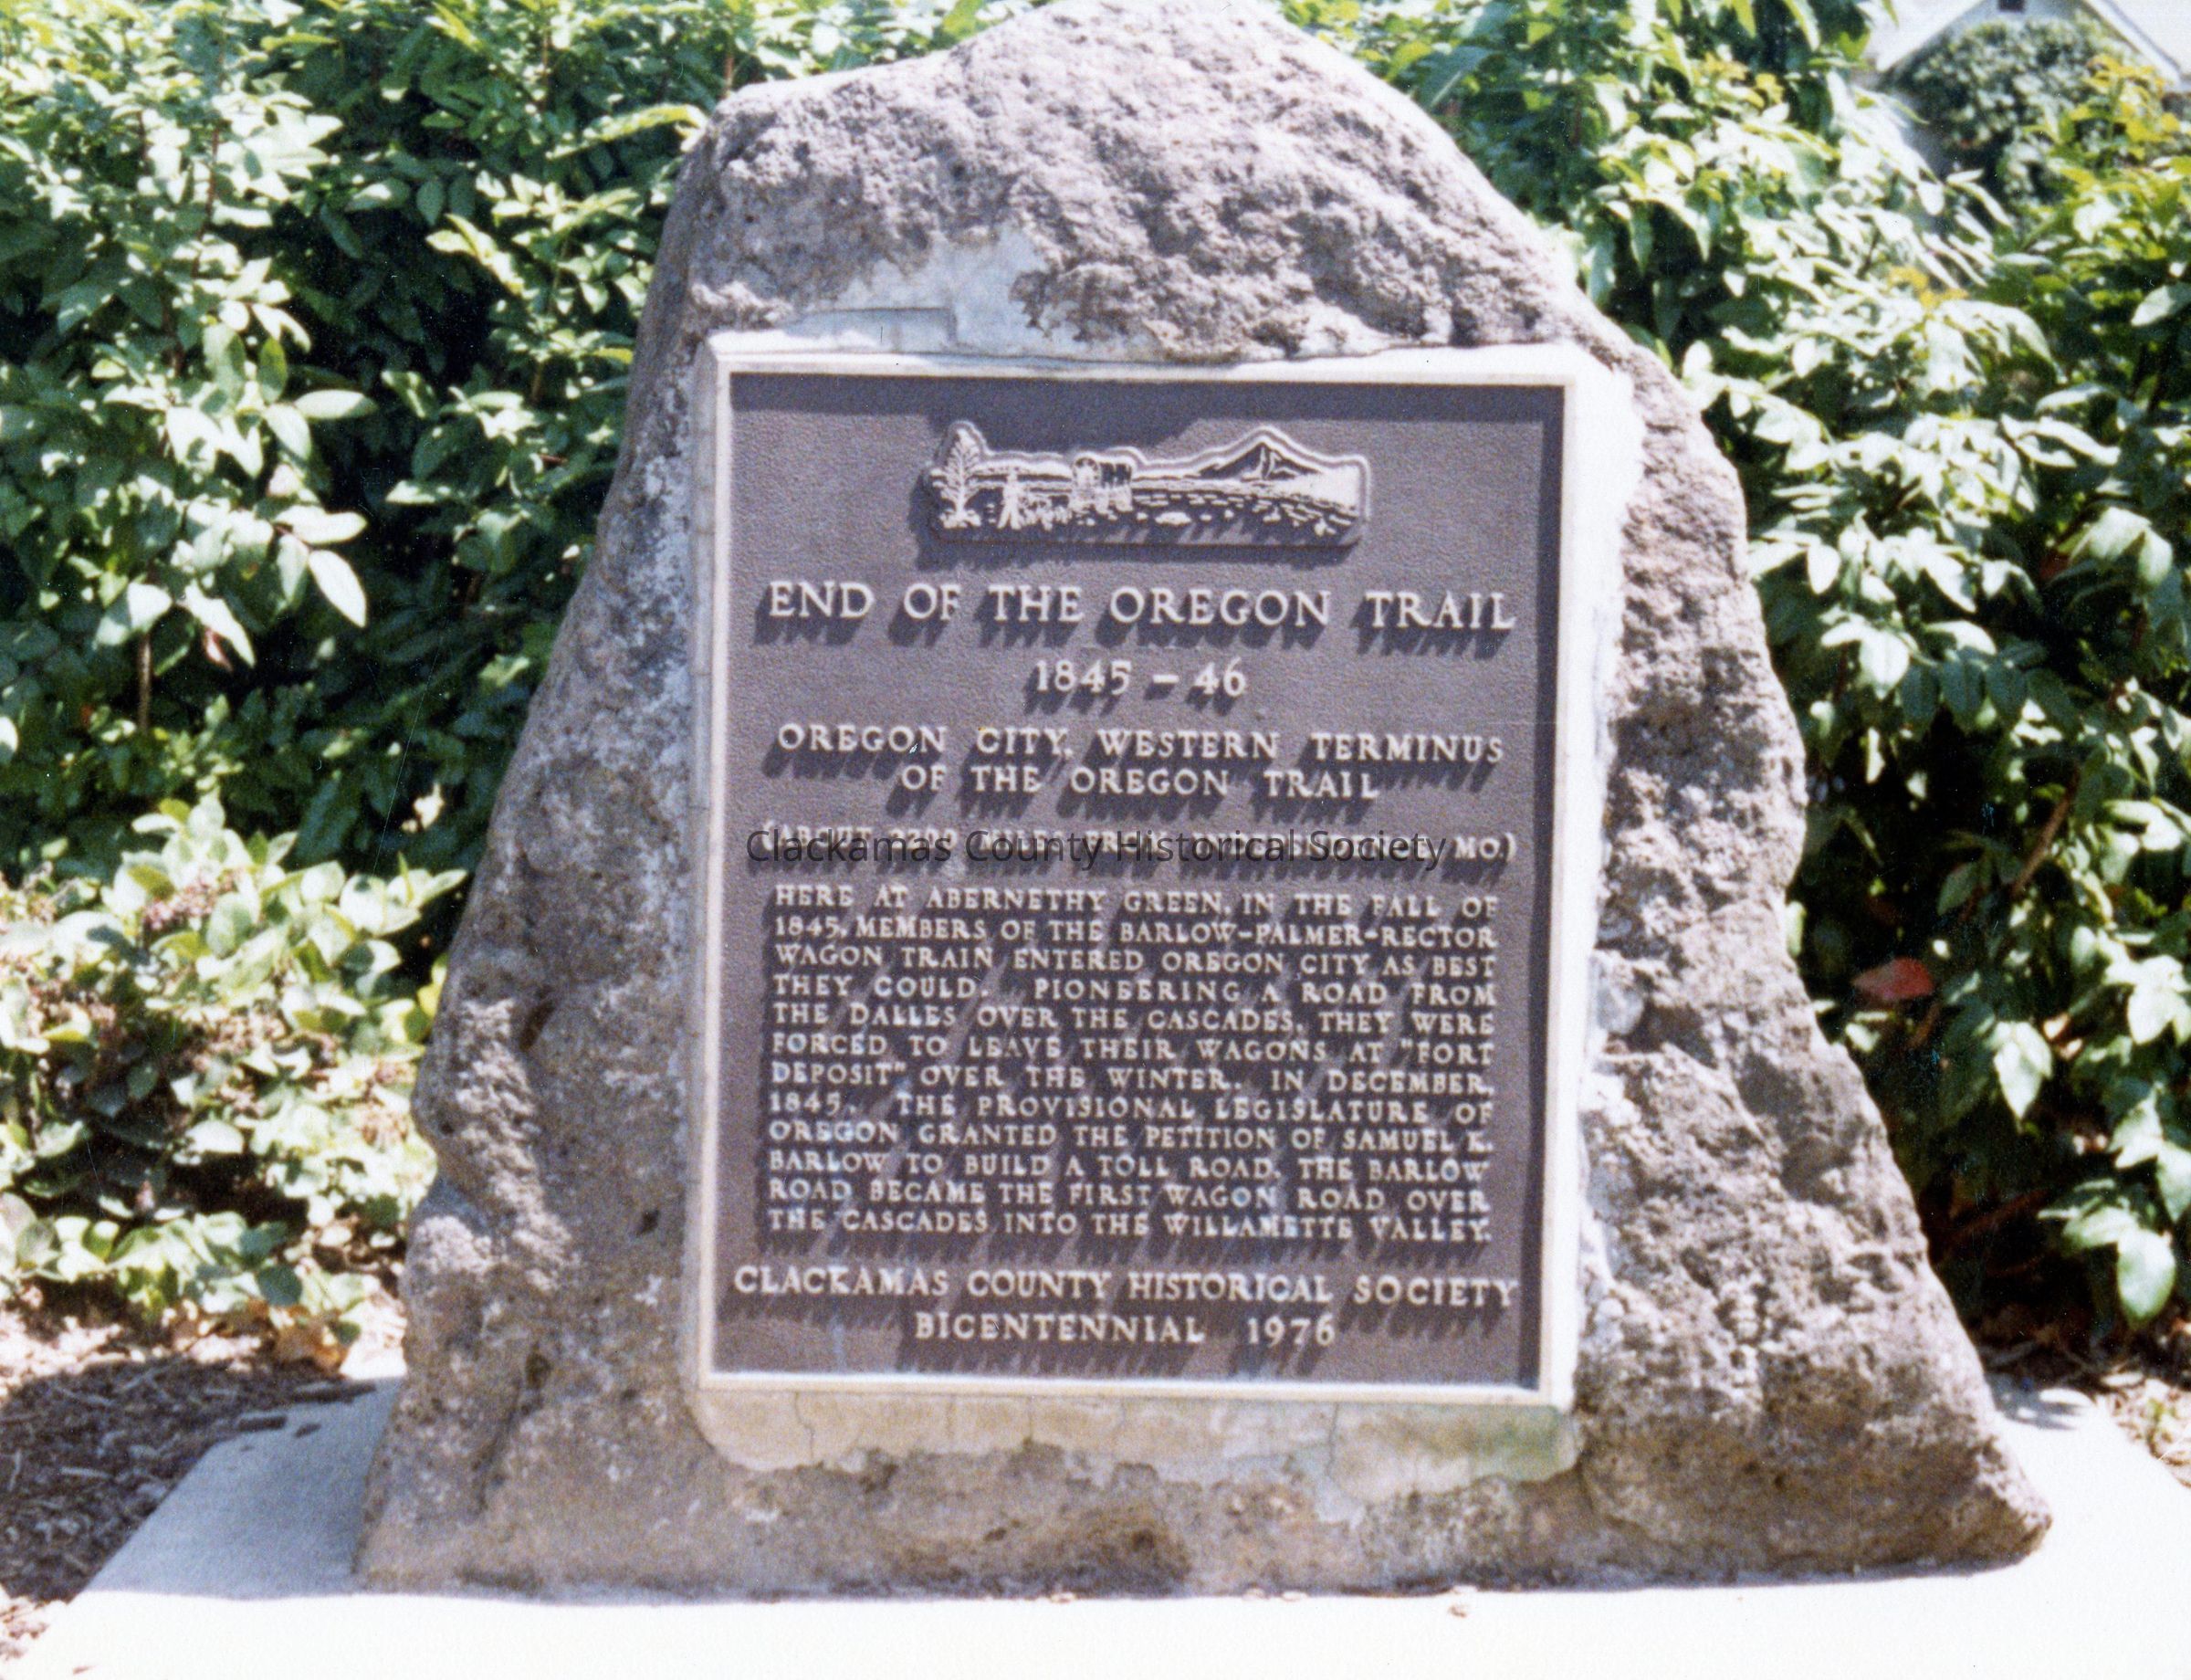 END OF THE OREGON TRAIL
1845 – 46
OREGON CITY, WESTERN TERMINUS
OF THE OREGON TRAIL
(ABOUT MILES FROM INDEPENDENCE, MO.)
Clackamas County Historical Society
HERE AT ABERNETHY GREEN, IN THE FALL OF
1845, MEMBERS OF THE BARLOW-PALMER-RECTOR
WAGON TRAIN ENTERED OREGON CITY AS BEST
THEY COULD. PIONEERING A ROAD FROM
THE DALLES OVER THE CASCADES, THEY WERE
FORCED TO LEAVE THEIR WAGONS AT "FORT
DEPOSIT" OVER THE WINTER. IN DECEMBER,
1845, THE PROVISIONAL LEGISLATURE OF
OREGON GRANTED THE PETITION OF SAMUEL K.
BARLOW TO BUILD A TOLL ROAD. THE BARLOW
ROAD BECAME THE FIRST WAGON ROAD OVER
THE CASCADES INTO THE WILLAMETTE VALLEY.
CLACKAMAS COUNTY HISTORICAL SOCIETY
BICENTENNIAL 1976